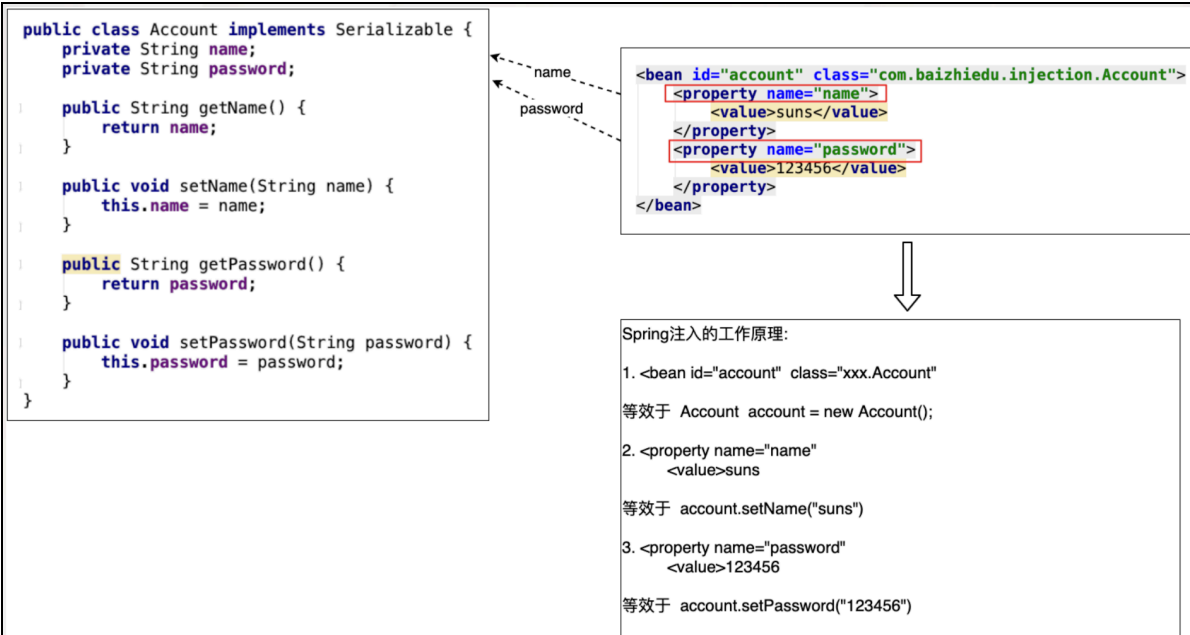 public class Account implements Serializable {
private String name;
private String password;
public String getName() {
return name;
}
public void setName(String name) {
this.name = name;
}
public String getPassword() {
return password;
}
public void setPassword(String password) {
this.password = password;
}
}
name
password
<bean id="account" class="com.baizhiedu.injection.Account">
<property name="name">
<value>suns</value>
</property>
<property name="password">
<value>123456</value>
</property>
</bean>
Spring注入的工作原理:
1. <bean id="account" class="xxx.Account"
等效于 Account account = new Account();
2. <property name="name"
<value>suns
等效于 account.setName("suns")
3. <property name="password"
<value>123456
等效于 account.setPassword("123456")